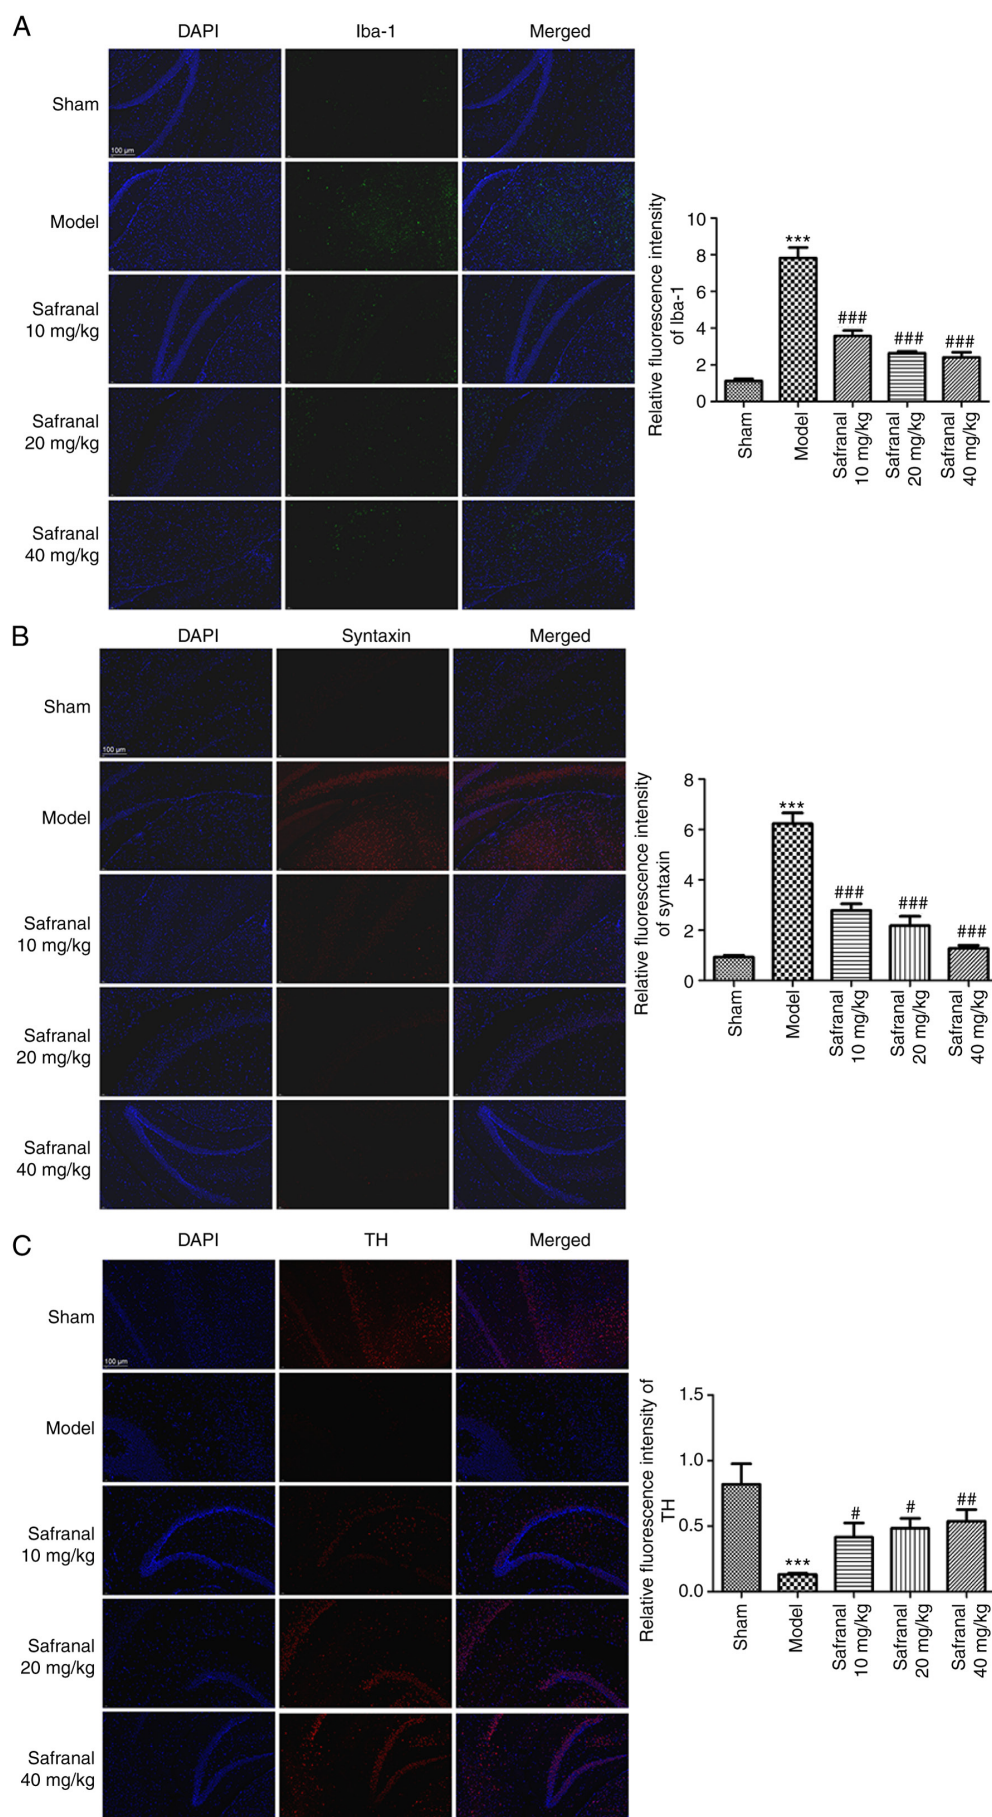 A
DAPI
Iba-1
Merged
Sham
100 µm
Model
Safranal
10 mg/kg
Safranal
20 mg/kg
Safranal
40 mg/kg
Relative fluorescence intensity
of Iba-1
10
8
6
4
2
0
***
###
###
###
Sham
Model
Safranal
10 mg/kg
Safranal
20 mg/kg
Safranal
40 mg/kg
B
DAPI
Syntaxin
Merged
Sham
100 µm
Model
Safranal
10 mg/kg
Safranal
20 mg/kg
Safranal
40 mg/kg
Relative fluorescence intensity
of syntaxin
8
6
4
2
0
***
###
###
###
Sham
Model
Safranal
10 mg/kg
Safranal
20 mg/kg
Safranal
40 mg/kg
C
DAPI
TH
Merged
Sham
100 µm
Model
Safranal
10 mg/kg
Safranal
20 mg/kg
Safranal
40 mg/kg
Relative fluorescence intensity of
TH
1.5
1.0
0.5
0.0
***
#
#
##
Sham
Model
Safranal
10 mg/kg
Safranal
20 mg/kg
Safranal
40 mg/kg